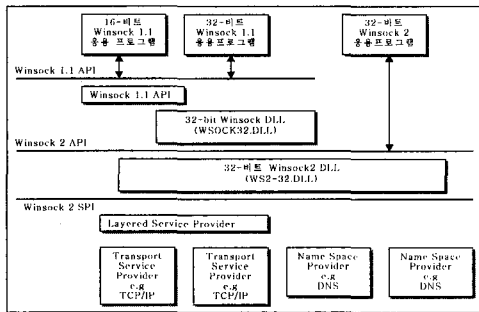 16-비트
Winsock 1.1
응용 프로그램
32-비트
Winsock 1.1
응용 프로그램
32-비트
Winsock 2
응용 프로그램
Winsock 1.1 API
Winsock 1.1 API
32-bit Winsock DLL
(WSOCK32.DLL)
Winsock 2 API
32-비트 Winsock2 DLL
(WS2-32.DLL)
Winsock 2 SPI
Layered Service Provider
Transport
Service
Provider
e.g
TCP/IP
Transport
Service
Provider
e.g
TCP/IP
Name Space
Provider
e.g
DNS
Name Space
Provider
e.g
DNS